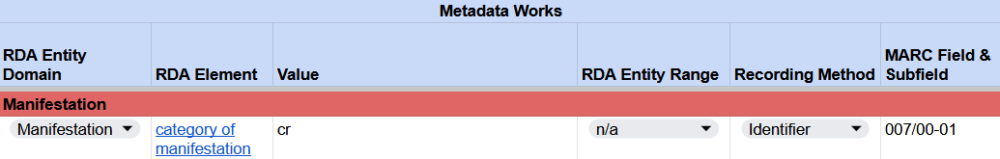 Metadata Works
RDA Entity Domain RDA Element Value RDA Entity Range Recording Method MARC Field & Subfield
Manifestation
Manifestation category of manifestation cr n/a Identifier 007/00-01